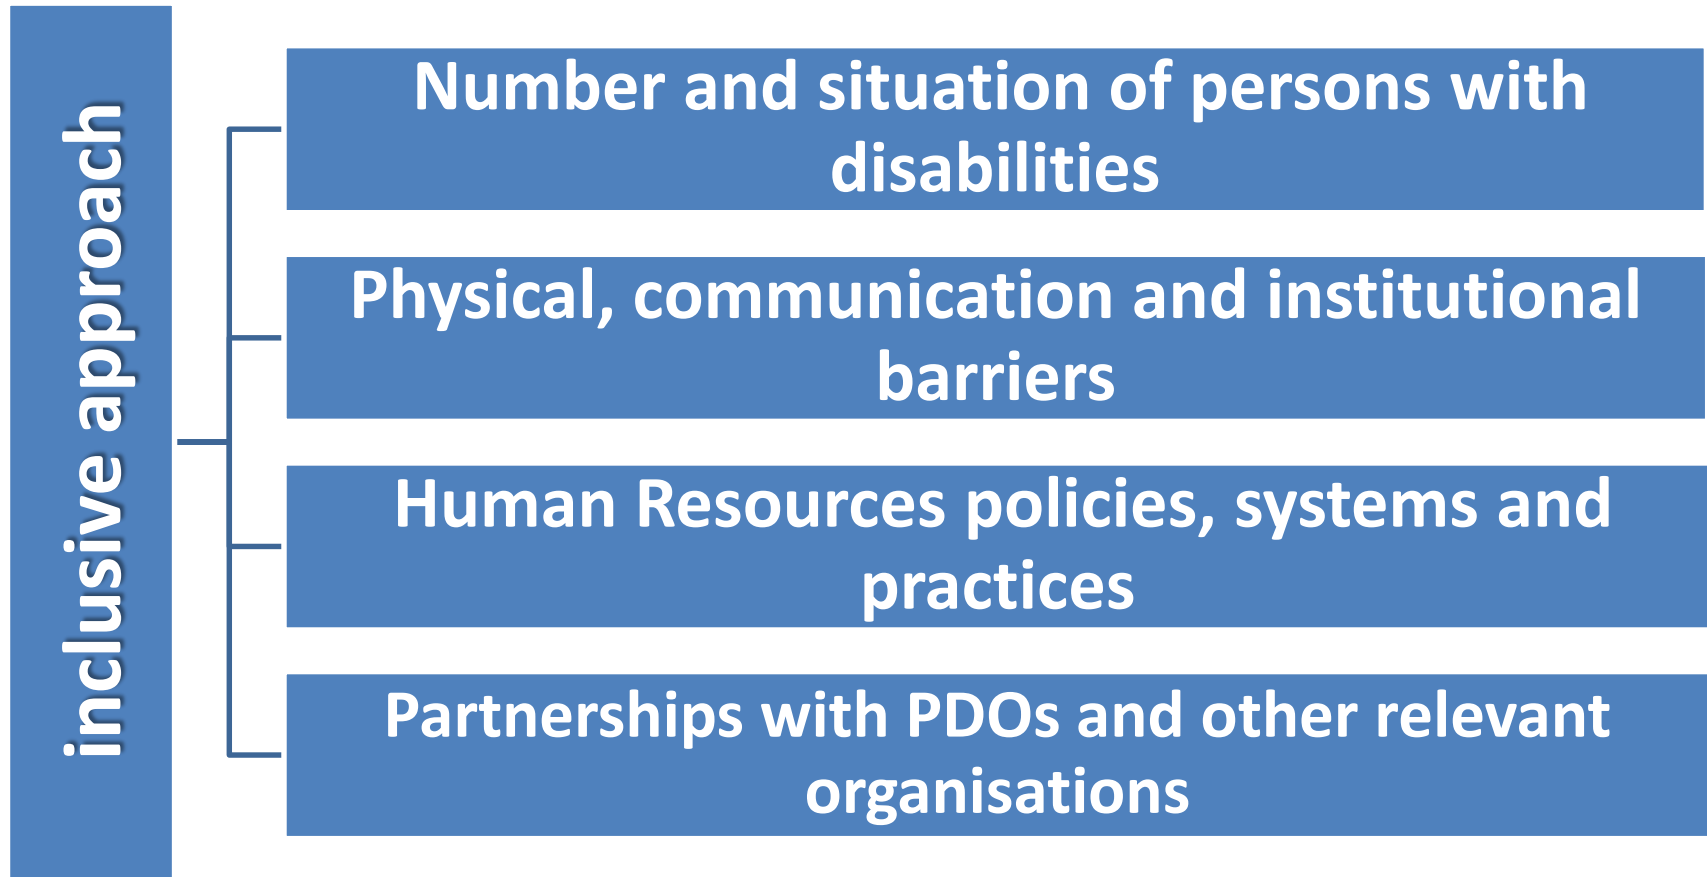 inclusive approach
Number and situation of persons with
disabilities
Physical, communication and institutional
barriers
Human Resources policies, systems and
practices
Partnerships with PDOs and other relevant
organisations